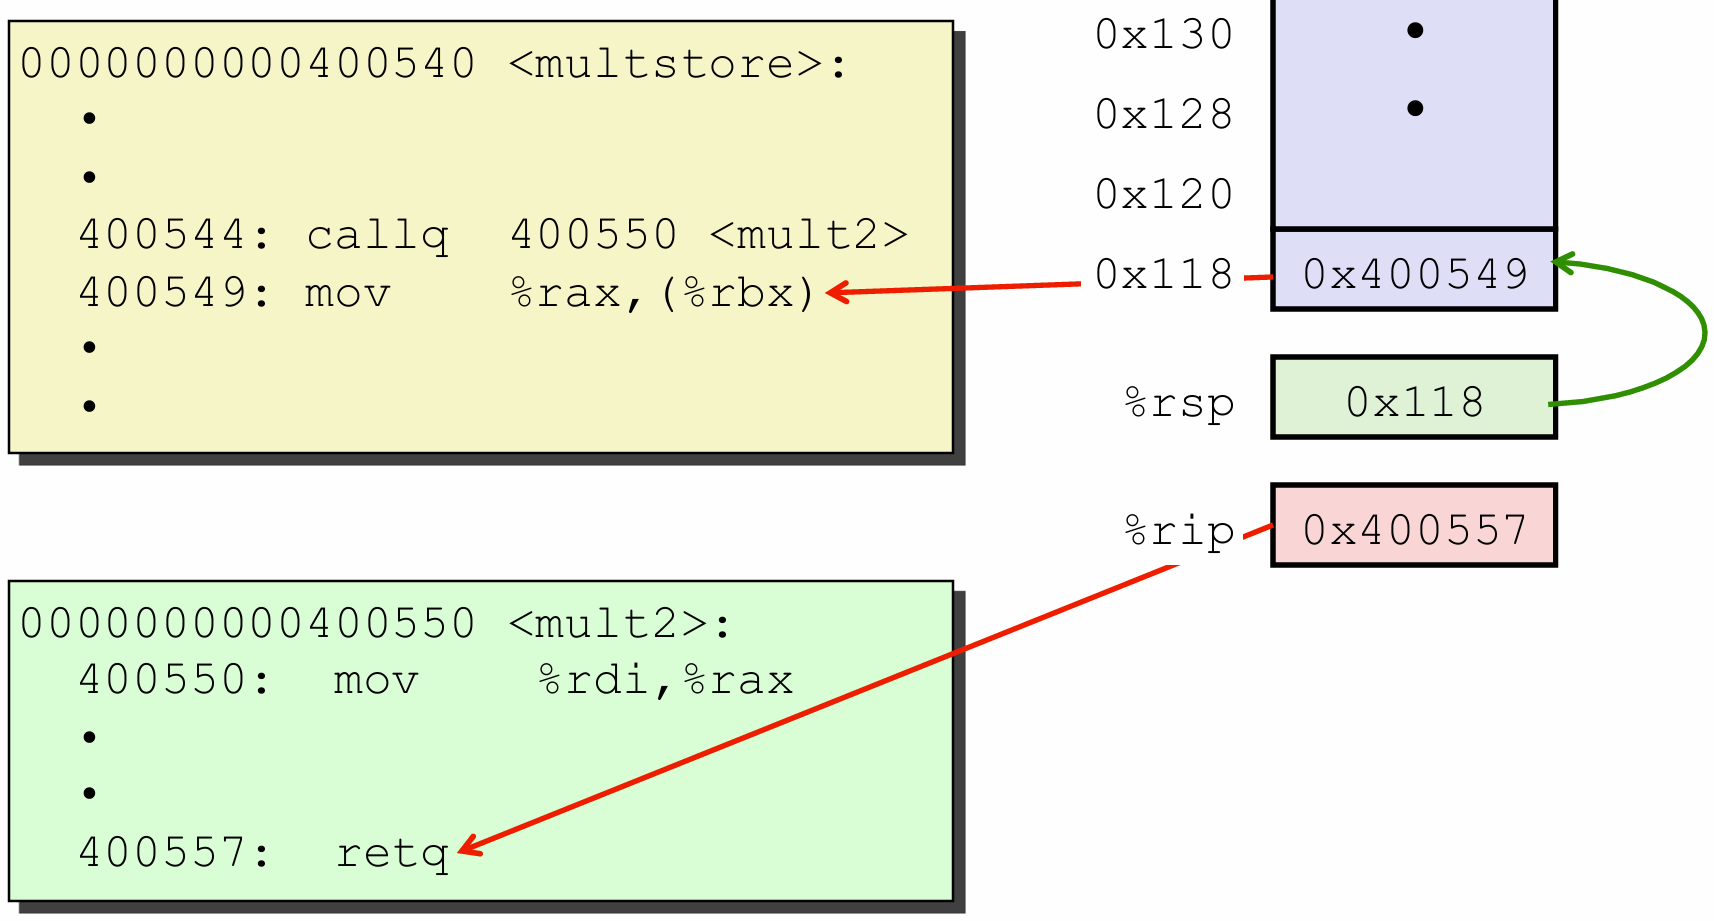 0000000000400540 <multstore>:
•
•
400544: callq 400550 <mult2>
400549: mov %rax,(%rbx)
•
•
0000000000400550 <mult2>:
400550: mov %rdi,%rax
•
•
400557: retq
0x130 •
0x128 •
0x120
0x118 0x400549
%rsp 0x118
%rip 0x400557